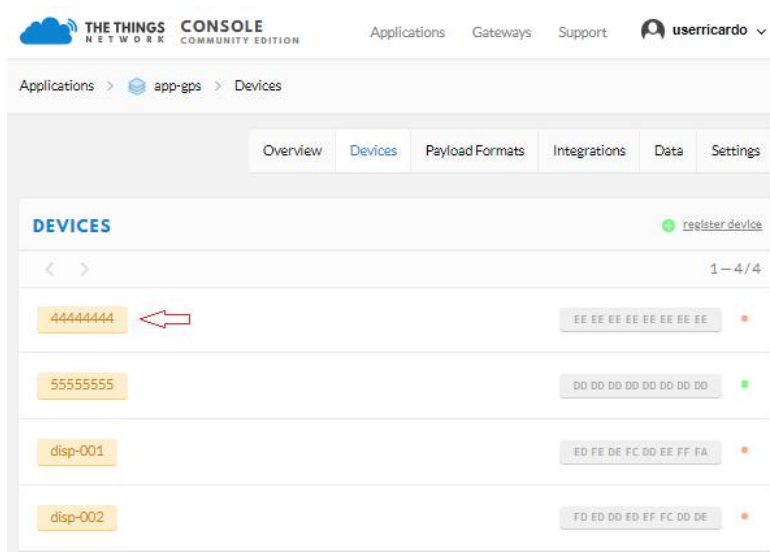 THE THINGS NETWORK CONSOLE COMMUNITY EDITION Applications Gateways Support userricardo
Applications > app-gps > Devices
Overview Devices Payload Formats Integrations Data Settings
DEVICES register device
1–4/4
44444444 EE EE EE EE EE EE EE EE
55555555 DD DD DD DD DD DD DD DD
disp-001 ED FE DE FC DD EE FF FA
disp-002 FD ED DD ED EF FC DD DE